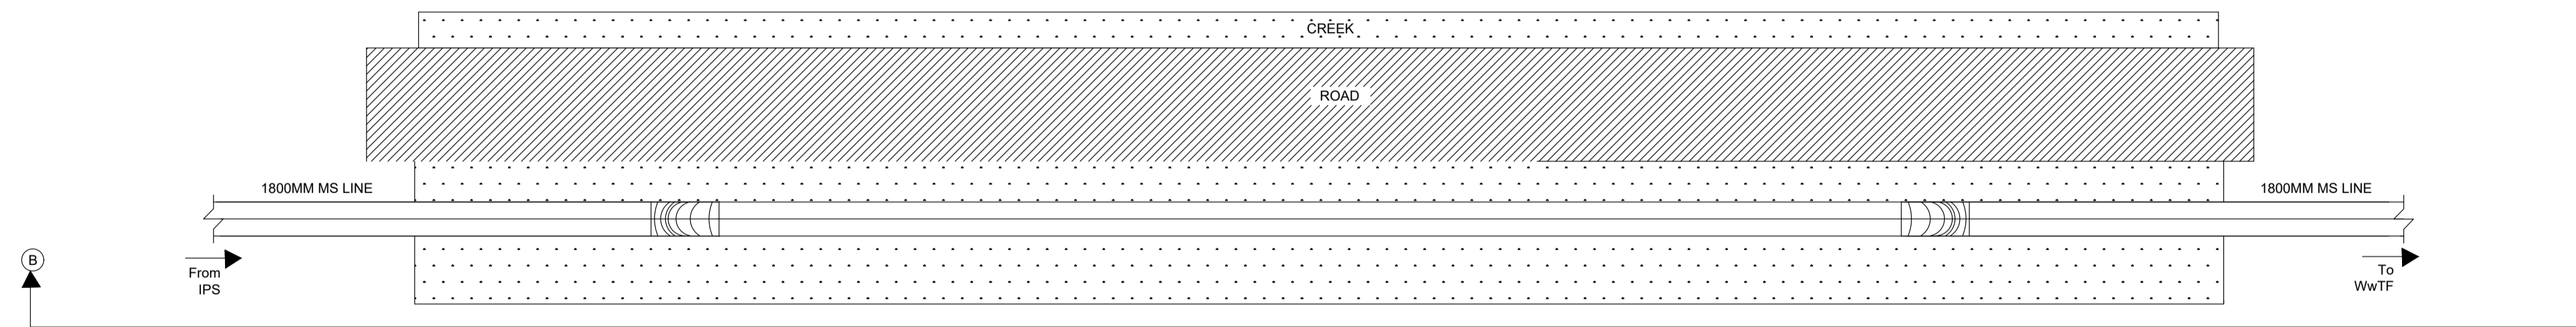 CREEK
ROAD
1800MM MS LINE
1800MM MS LINE
B
From
IPS
To
WwTF